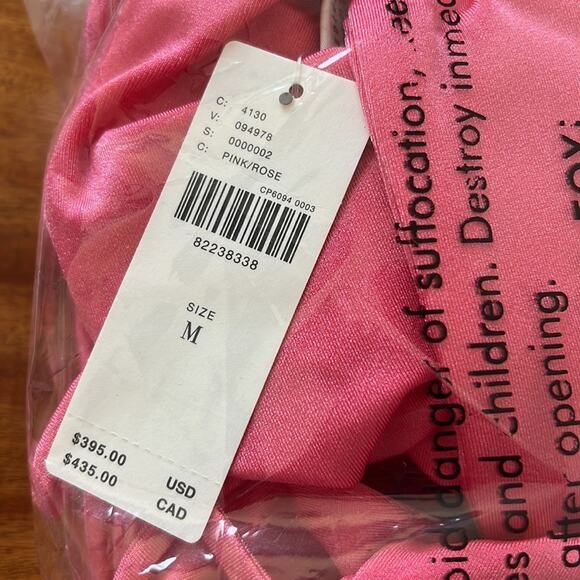 C: 4130
V: 094978
S: 0000002
C: PINK/ROSE
CP6094 0003
82238338
SIZE
M
$395.00 USD
$435.00 CAD
danger of suffocation,
and children. Destroy
after opening.